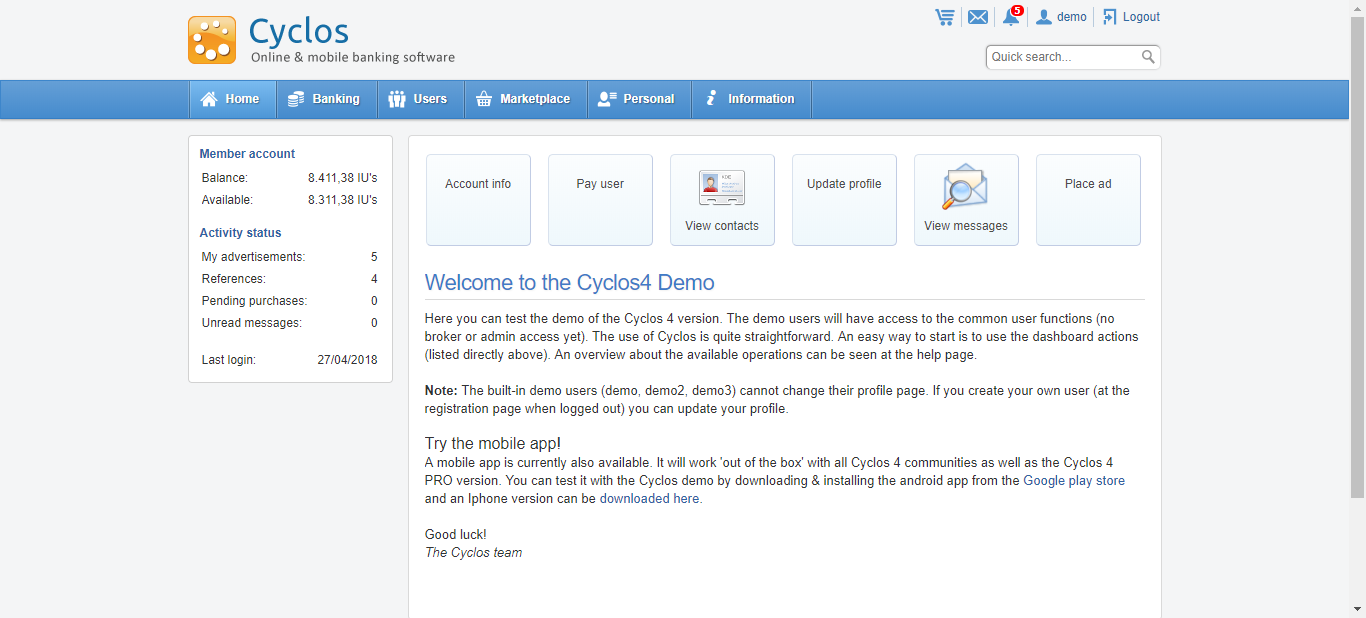 Cyclos
Online & mobile banking software
5
demo
Logout
Quick search...
Home
Banking
Users
Marketplace
Personal
Information
Member account
Balance: 8.411,38 IU's
Available: 8.311,38 IU's
Activity status
My advertisements: 5
References: 4
Pending purchases: 0
Unread messages: 0
Last login: 27/04/2018
Account info
Pay user
View contacts
Update profile
View messages
Place ad
Welcome to the Cyclos4 Demo
Here you can test the demo of the Cyclos 4 version. The demo users will have access to the common user functions (no
broker or admin access yet). The use of Cyclos is quite straightforward. An easy way to start is to use the dashboard actions
(listed directly above). An overview about the available operations can be seen at the help page.
Note: The built-in demo users (demo, demo2, demo3) cannot change their profile page. If you create your own user (at the
registration page when logged out) you can update your profile.
Try the mobile app!
A mobile app is currently also available. It will work 'out of the box' with all Cyclos 4 communities as well as the Cyclos 4
PRO version. You can test it with the Cyclos demo by downloading & installing the android app from the Google play store
and an Iphone version can be downloaded here.
Good luck!
The Cyclos team